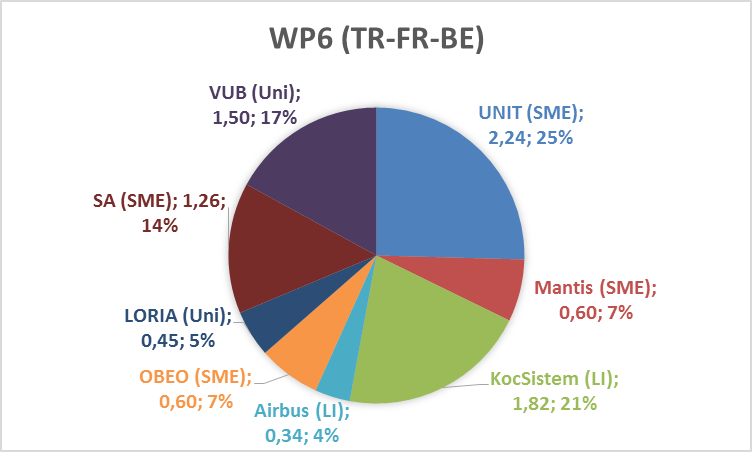 WP6 (TR-FR-BE)
UNIT (SME);
2,24; 25%
Mantis (SME);
0,60; 7%
KocSistem (LI);
1,82; 21%
Airbus (LI);
0,34; 4%
OBEO (SME);
0,60; 7%
LORIA (Uni);
0,45; 5%
SA (SME); 1,26;
14%
VUB (Uni);
1,50; 17%